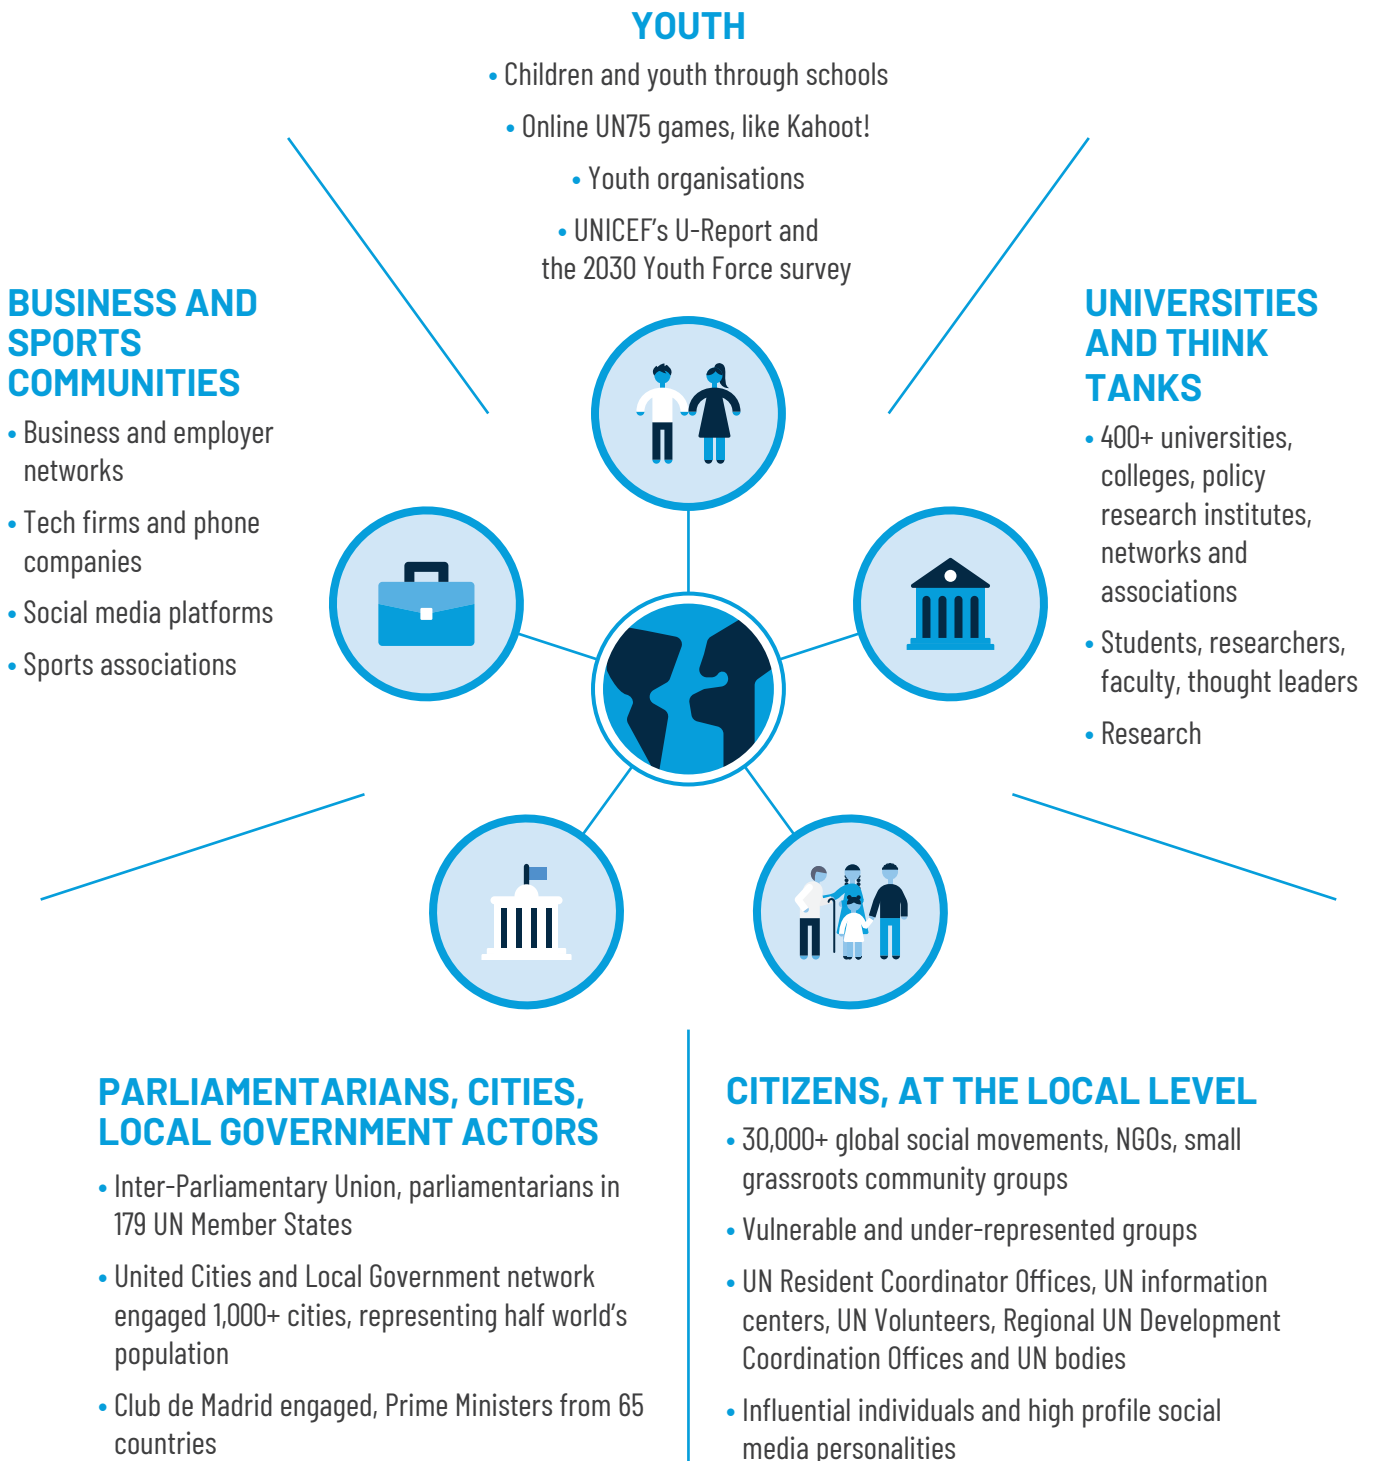 YOUTH
• Children and youth through schools
• Online UN75 games, like Kahoot!
• Youth organisations
• UNICEF's U-Report and
the 2030 Youth Force survey
BUSINESS AND
SPORTS
COMMUNITIES
• Business and employer
networks
• Tech firms and phone
companies
• Social media platforms
• Sports associations
UNIVERSITIES
AND THINK
TANKS
• 400+ universities,
colleges, policy
research institutes,
networks and
associations
• Students, researchers,
faculty, thought leaders
• Research
PARLIAMENTARIANS, CITIES,
LOCAL GOVERNMENT ACTORS
• Inter-Parliamentary Union, parliamentarians in
179 UN Member States
• United Cities and Local Government network
engaged 1,000+ cities, representing half world's
population
• Club de Madrid engaged, Prime Ministers from 65
countries
CITIZENS, AT THE LOCAL LEVEL
• 30,000+ global social movements, NGOs, small
grassroots community groups
• Vulnerable and under-represented groups
• UN Resident Coordinator Offices, UN information
centers, UN Volunteers, Regional UN Development
Coordination Offices and UN bodies
• Influential individuals and high profile social
media personalities